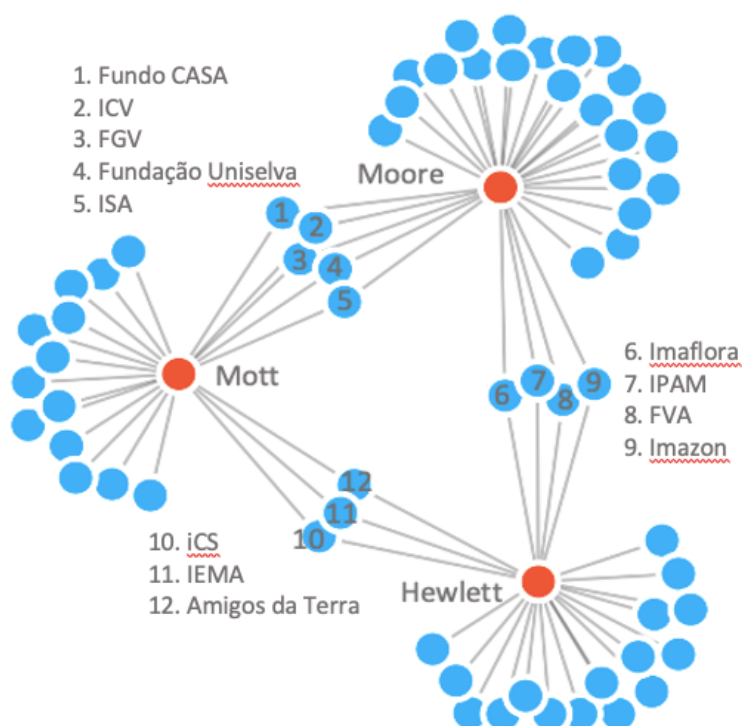 1. Fundo CASA
2. ICV
3. FGV
4. Fundação Uniselva
5. ISA
Moore
1
2
3
4
5
Mott
6. Imaflora
7. IPAM
8. FVA
9. Imazon
6
7
8
9
12
11
10
10. iCS
11. IEMA
12. Amigos da Terra
Hewlett